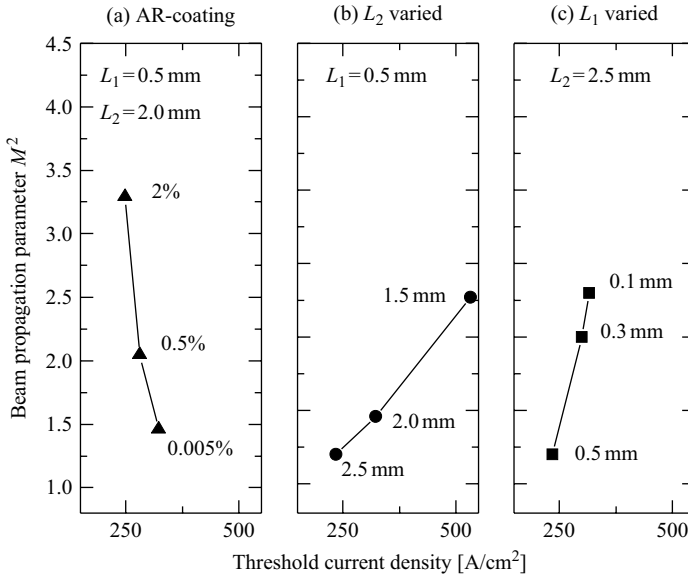 (a) AR-coating
(b) L₂ varied
(c) L₁ varied
4.5
4.0
3.5
3.0
2.5
2.0
1.5
1.0
Beam propagation parameter M²
L₁ = 0.5 mm
L₂ = 2.0 mm
2%
0.5%
0.005%
L₁ = 0.5 mm
1.5 mm
2.0 mm
2.5 mm
L₂ = 2.5 mm
0.1 mm
0.3 mm
0.5 mm
250 500
250 500
250 500
Threshold current density [A/cm²]